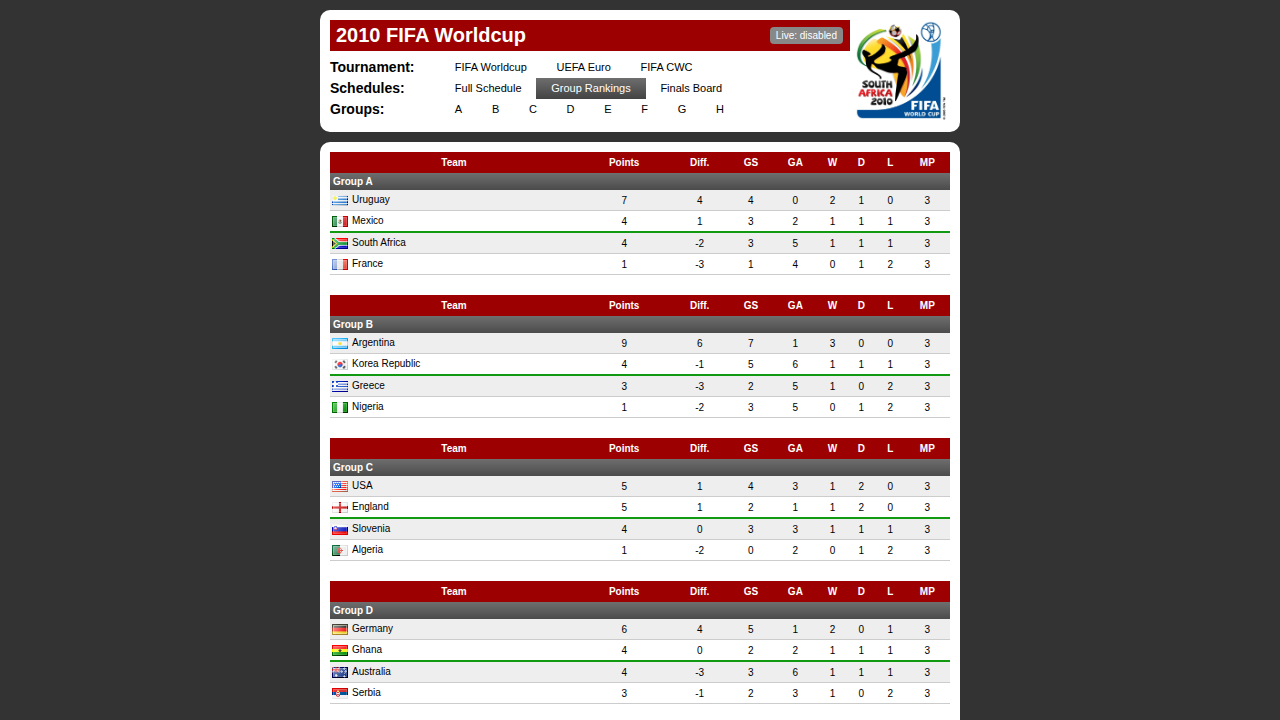 2010 FIFA Worldcup
Live: disabled
SOUTH AFRICA 2010
FIFA
WORLD CUP
Tournament: FIFA Worldcup UEFA Euro FIFA CWC
Schedules: Full Schedule Group Rankings Finals Board
Groups: A B C D E F G H
Team Points Diff. GS GA W D L MP
Group A
Uruguay 7 4 4 0 2 1 0 3
Mexico 4 1 3 2 1 1 1 3
South Africa 4 -2 3 5 1 1 1 3
France 1 -3 1 4 0 1 2 3
Team Points Diff. GS GA W D L MP
Group B
Argentina 9 6 7 1 3 0 0 3
Korea Republic 4 -1 5 6 1 1 1 3
Greece 3 -3 2 5 1 0 2 3
Nigeria 1 -2 3 5 0 1 2 3
Team Points Diff. GS GA W D L MP
Group C
USA 5 1 4 3 1 2 0 3
England 5 1 2 1 1 2 0 3
Slovenia 4 0 3 3 1 1 1 3
Algeria 1 -2 0 2 0 1 2 3
Team Points Diff. GS GA W D L MP
Group D
Germany 6 4 5 1 2 0 1 3
Ghana 4 0 2 2 1 1 1 3
Australia 4 -3 3 6 1 1 1 3
Serbia 3 -1 2 3 1 0 2 3